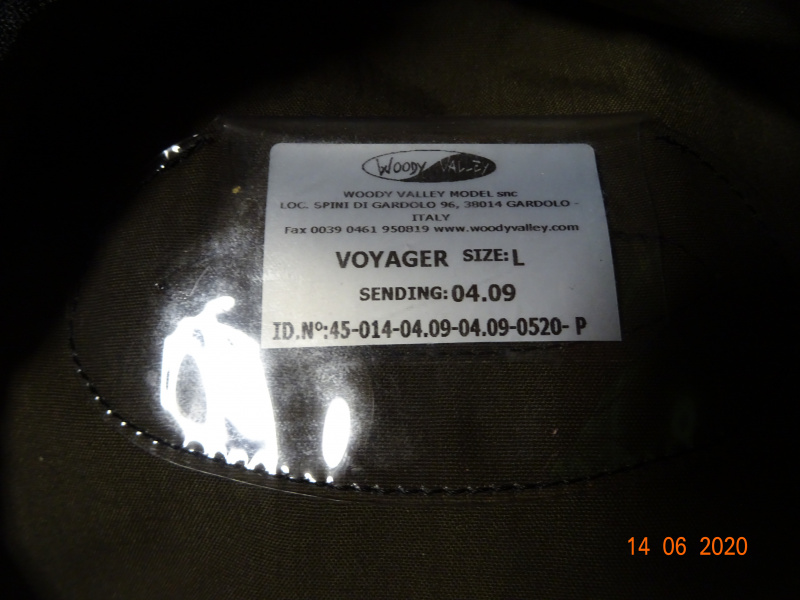 WOODY VALLEY
WOODY VALLEY MODEL snc
LOC. SPINI DI GARDOLO 96, 38014 GARDOLO -
ITALY
Fax 0039 0461 950819 www.woodyvalley.com
VOYAGER SIZE: L
SENDING: 04.09
ID.N°:45-014-04.09-04.09-0520- P
14 06 2020